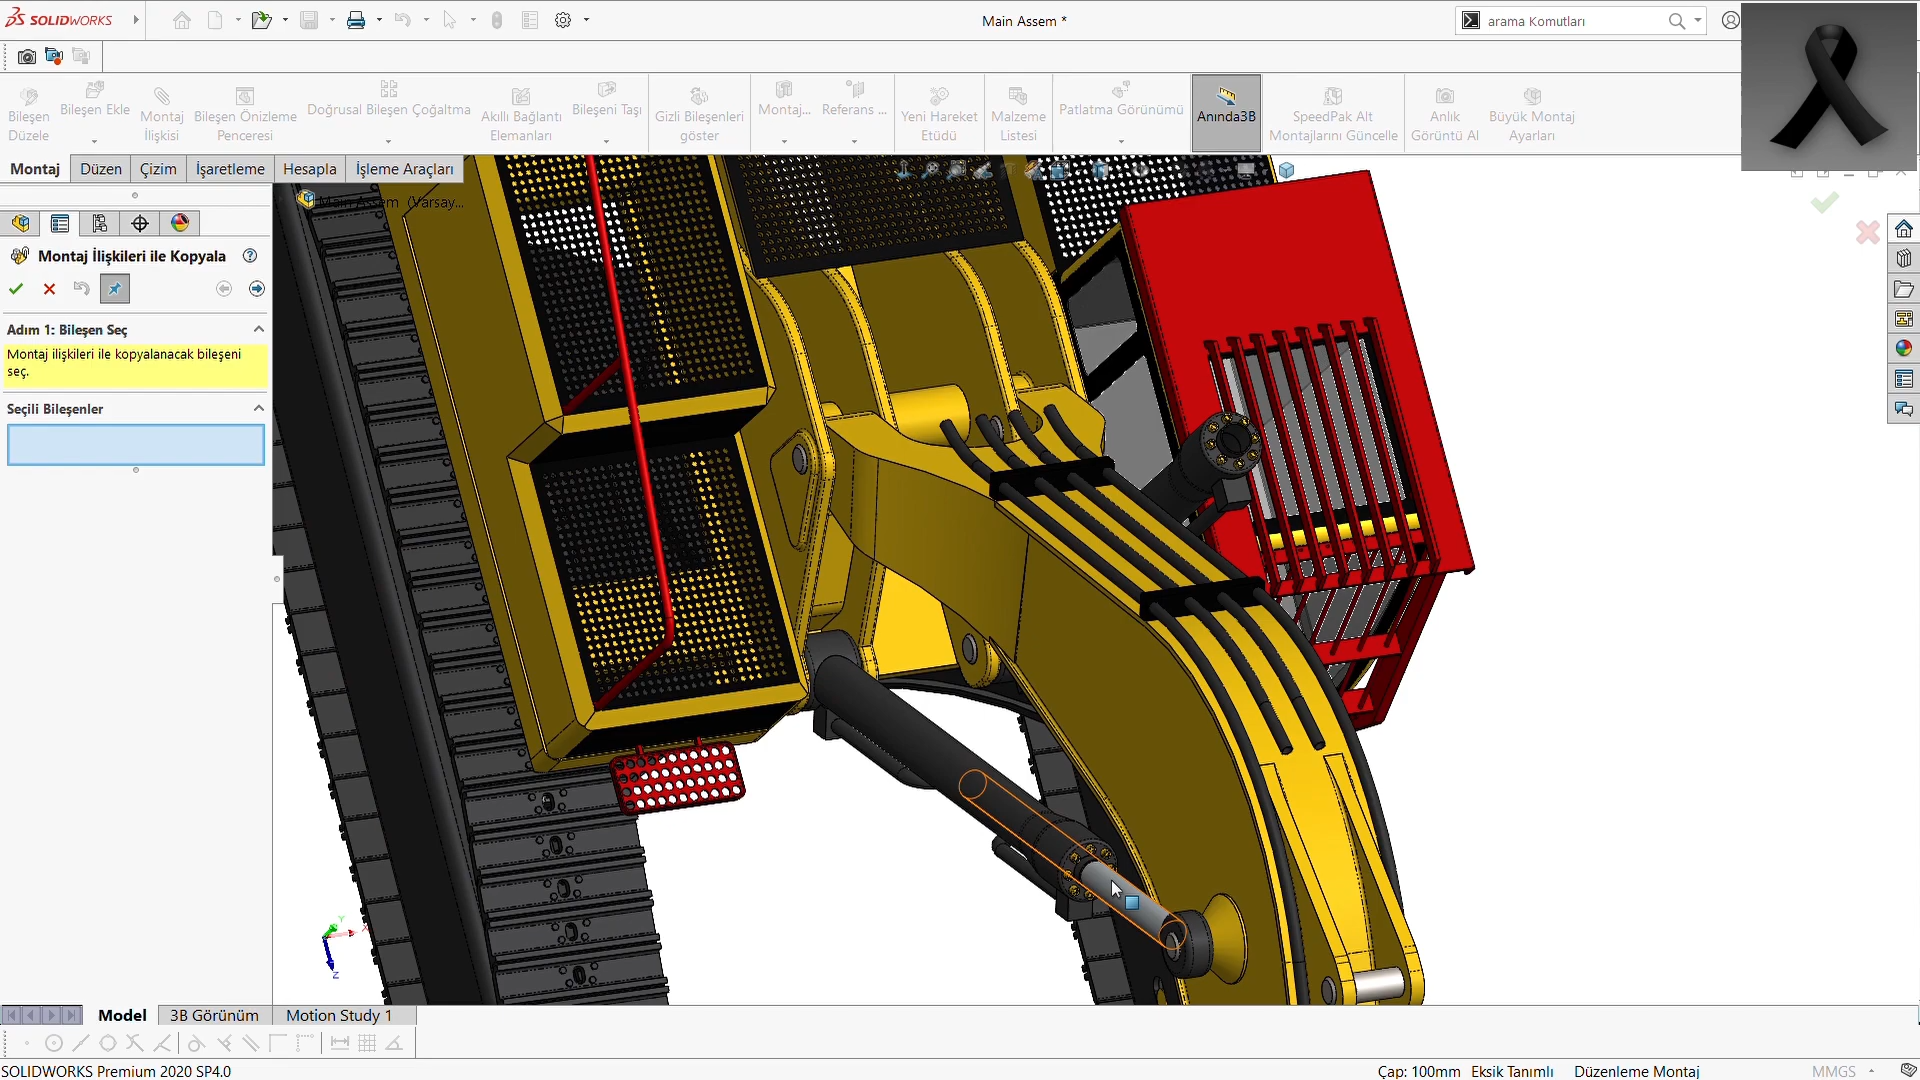 SOLIDWORKS
Main Assem *
arama Komutları
Bileşen Düzele
Bileşen Ekle
Montaj İlişkisi
Bileşen Önizleme Penceresi
Doğrusal Bileşen Çoğaltma
Akıllı Bağlantı Elemanları
Bileşeni Taşı
Gizli Bileşenleri göster
Montaj...
Referans ...
Yeni Hareket Etüdü
Malzeme Listesi
Patlatma Görünümü
Anında3B
SpeedPak Alt Montajlarını Güncelle
Anlık Görüntü Al
Büyük Montaj Ayarları
Montaj
Düzen
Çizim
İşaretleme
Hesapla
İşleme Araçları
Main Assem (Varsay...
Montaj İlişkileri ile Kopyala
Adım 1: Bileşen Seç
Montaj ilişkileri ile kopyalanacak bileşeni
seç.
Seçili Bileşenler
Y
X
Z
Model
3B Görünüm
Motion Study 1
SOLIDWORKS Premium 2020 SP4.0
Çap: 100mm
Eksik Tanımlı
Düzenleme Montaj
MMGS